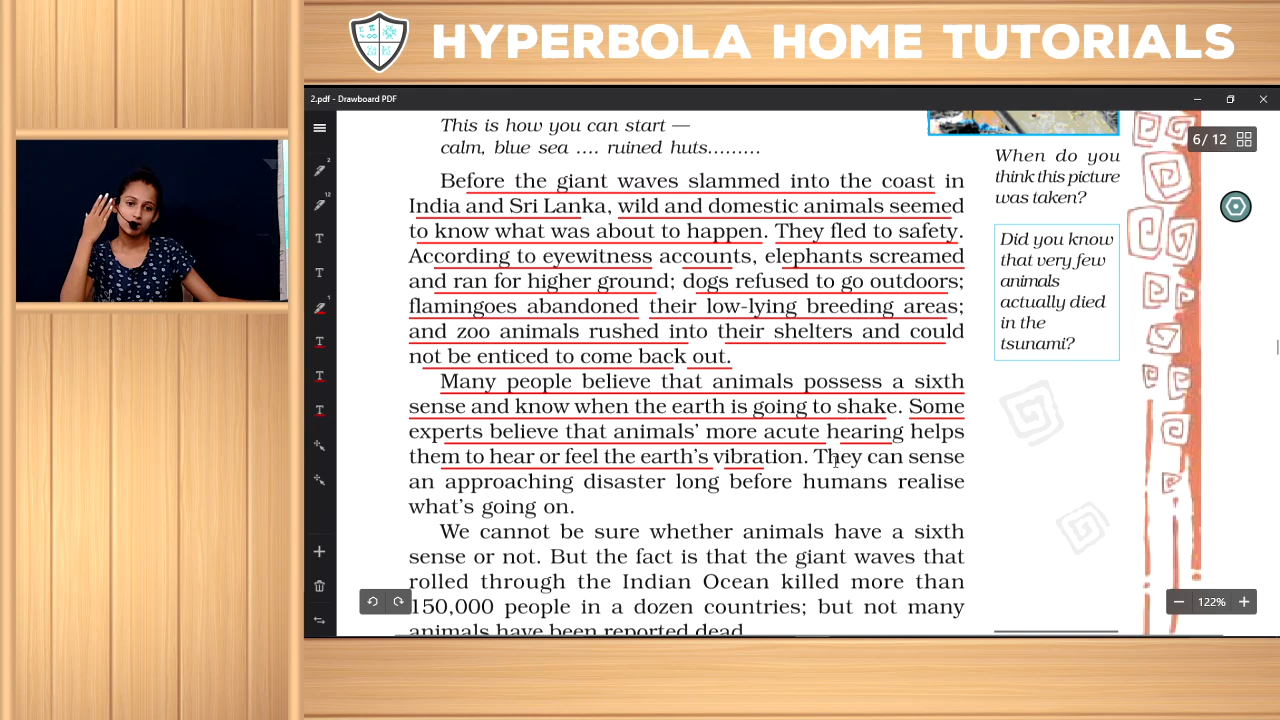 HYPERBOLA HOME TUTORIALS
2.pdf - Drawboard PDF
This is how you can start —
calm, blue sea .... ruined huts.........
6/ 12
When do you
think this picture
was taken?
Before the giant waves slammed into the coast in
India and Sri Lanka, wild and domestic animals seemed
to know what was about to happen. They fled to safety.
According to eyewitness accounts, elephants screamed
and ran for higher ground; dogs refused to go outdoors;
flamingoes abandoned their low-lying breeding areas;
and zoo animals rushed into their shelters and could
not be enticed to come back out.
Did you know
that very few
animals
actually died
in the
tsunami?
Many people believe that animals possess a sixth
sense and know when the earth is going to shake. Some
experts believe that animals' more acute hearing helps
them to hear or feel the earth's vibration. They can sense
an approaching disaster long before humans realise
what's going on.
We cannot be sure whether animals have a sixth
sense or not. But the fact is that the giant waves that
rolled through the Indian Ocean killed more than
150,000 people in a dozen countries; but not many
animals have been reported dead.
2
12
T
T
1
T
T
T
122%